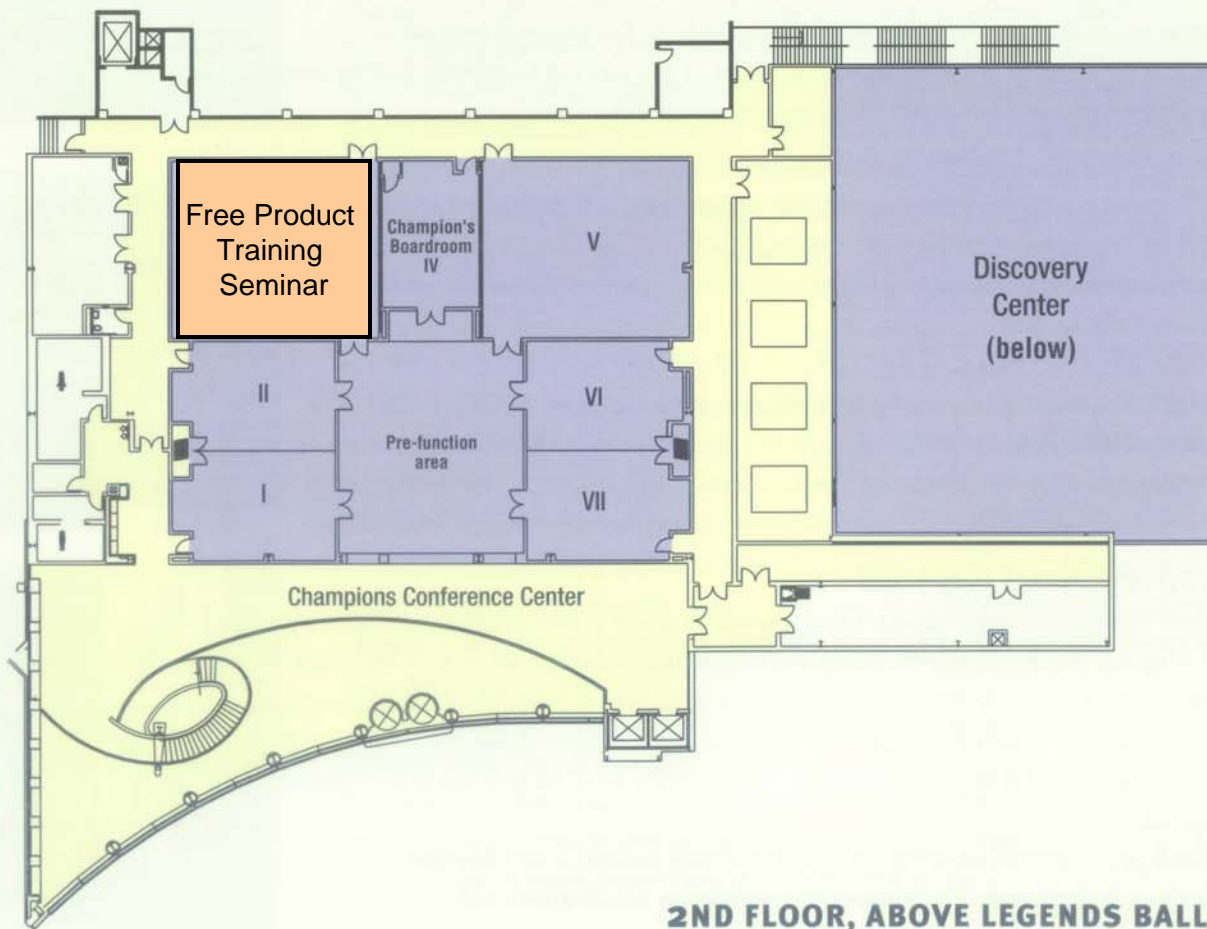 Free Product
Training
Seminar
Champion's
Boardroom
IV
V
Discovery
Center
(below)
II
VI
Pre-function
area
I
VII
Champions Conference Center
2ND FLOOR, ABOVE LEGENDS BALL